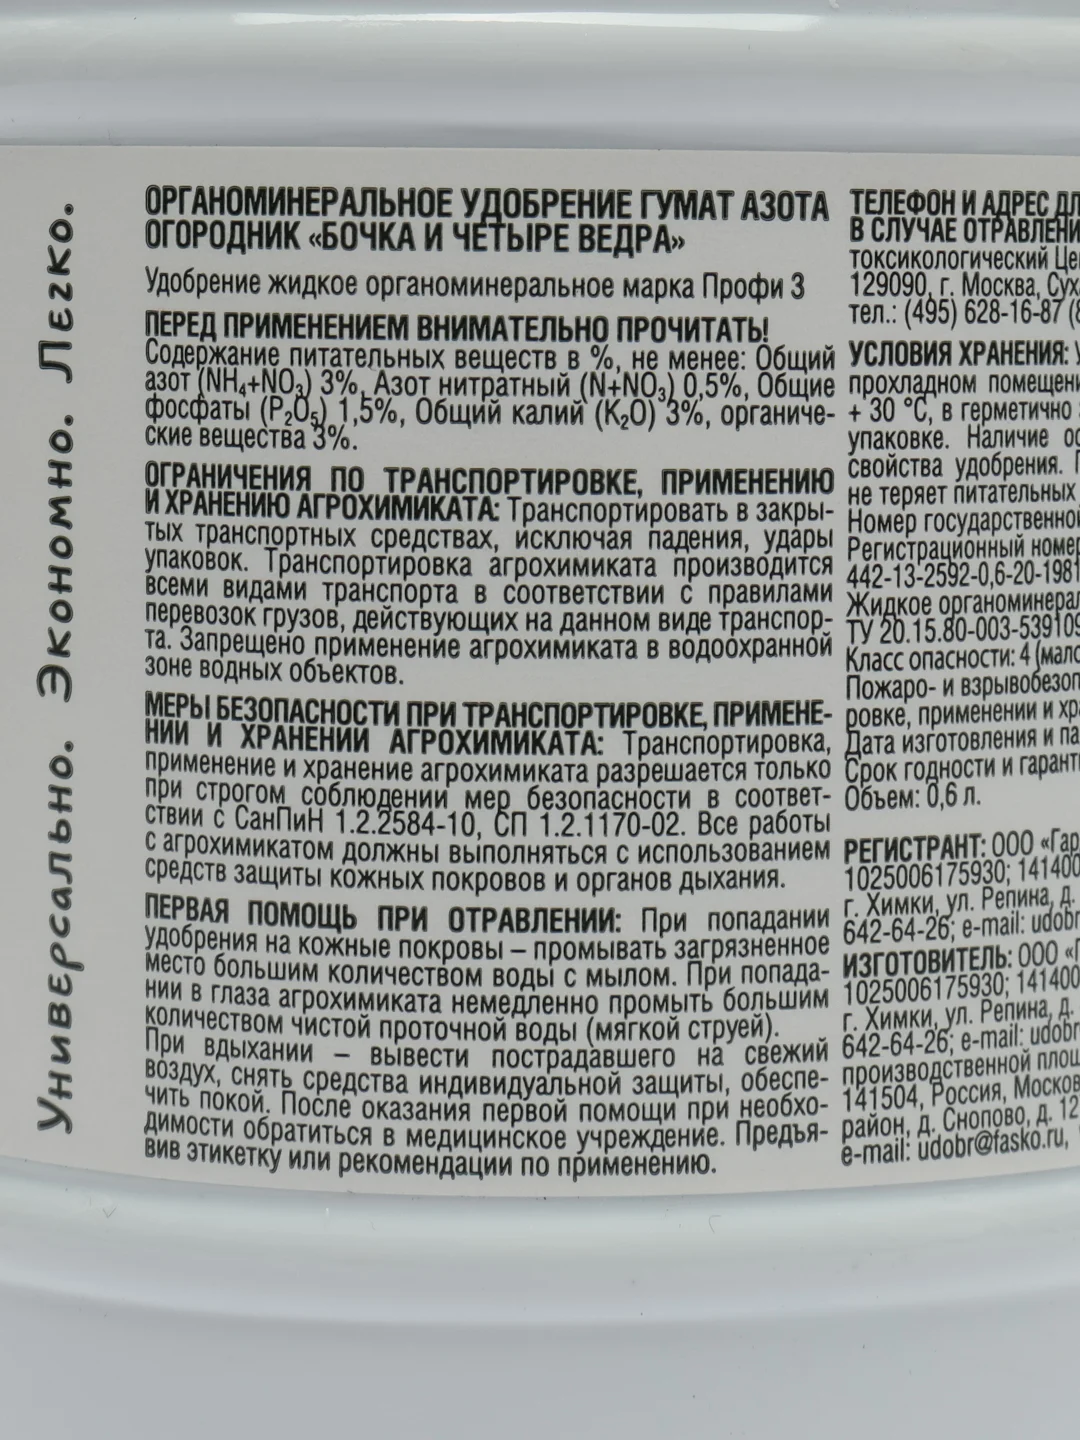 Универсально. Экономно. Легко.
ОРГАНОМИНЕРАЛЬНОЕ УДОБРЕНИЕ ГУМАТ АЗОТА
ОГОРОДНИК «БОЧКА И ЧЕТЫРЕ ВЕДРА»
Удобрение жидкое органоминеральное марка Профи 3
ПЕРЕД ПРИМЕНЕНИЕМ ВНИМАТЕЛЬНО ПРОЧИТАТЬ!
Содержание питательных веществ в %, не менее: Общий
азот (NH₄+NO₃) 3%, Азот нитратный (N+NO₃) 0,5%, Общие
фосфаты (P₂O₅) 1,5%, Общий калий (K₂O) 3%, органиче-
ские вещества 3%.
ОГРАНИЧЕНИЯ ПО ТРАНСПОРТИРОВКЕ, ПРИМЕНЕНИЮ
И ХРАНЕНИЮ АГРОХИМИКАТА: Транспортировать в закры-
тых транспортных средствах, исключая падения, удары
упаковок. Транспортировка агрохимиката производится
всеми видами транспорта в соответствии с правилами
перевозок грузов, действующих на данном виде транспор-
та. Запрещено применение агрохимиката в водоохранной
зоне водных объектов.
МЕРЫ БЕЗОПАСНОСТИ ПРИ ТРАНСПОРТИРОВКЕ, ПРИМЕНЕ-
НИИ И ХРАНЕНИИ АГРОХИМИКАТА: Транспортировка,
применение и хранение агрохимиката разрешается только
при строгом соблюдении мер безопасности в соответ-
ствии с СанПиН 1.2.2584-10, СП 1.2.1170-02. Все работы
с агрохимикатом должны выполняться с использованием
средств защиты кожных покровов и органов дыхания.
ПЕРВАЯ ПОМОЩЬ ПРИ ОТРАВЛЕНИИ: При попадании
удобрения на кожные покровы – промывать загрязненное
место большим количеством воды с мылом. При попада-
нии в глаза агрохимиката немедленно промыть большим
количеством чистой проточной воды (мягкой струей).
При вдыхании – вывести пострадавшего на свежий
воздух, снять средства индивидуальной защиты, обеспе-
чить покой. После оказания первой помощи при необхо-
димости обратиться в медицинское учреждение. Предъя-
вив этикетку или рекомендации по применению.
ТЕЛЕФОН И АДРЕС
В СЛУЧАЕ
токсикологический
129090, г. Москва,
тел.: (495) 628-16-87
УСЛОВИЯ ХРАНЕНИЯ:
прохладном
+ 30 °C, в герметично
упаковке. Наличие
свойства удобрения.
не теряет питательных
Номер
Регистрационный
442-13-2592-0,6-20-1981
Жидкое
ТУ 20.15.80-003-539109
Класс опасности: 4
Пожаро- и
ровке, применении и
Дата изготовления и
Срок годности и
Объем: 0,6 л.
РЕГИСТРАНТ: ООО
1025006175930; 141400
г. Химки, ул. Репина, д.
642-64-26; e-mail:
ИЗГОТОВИТЕЛЬ: ООО
1025006175930; 141400
г. Химки, ул. Репина, д.
642-64-26; e-mail:
производственной
141504, Россия,
район, д. Снопово, д. 12
e-mail: udobr@fasko.ru,